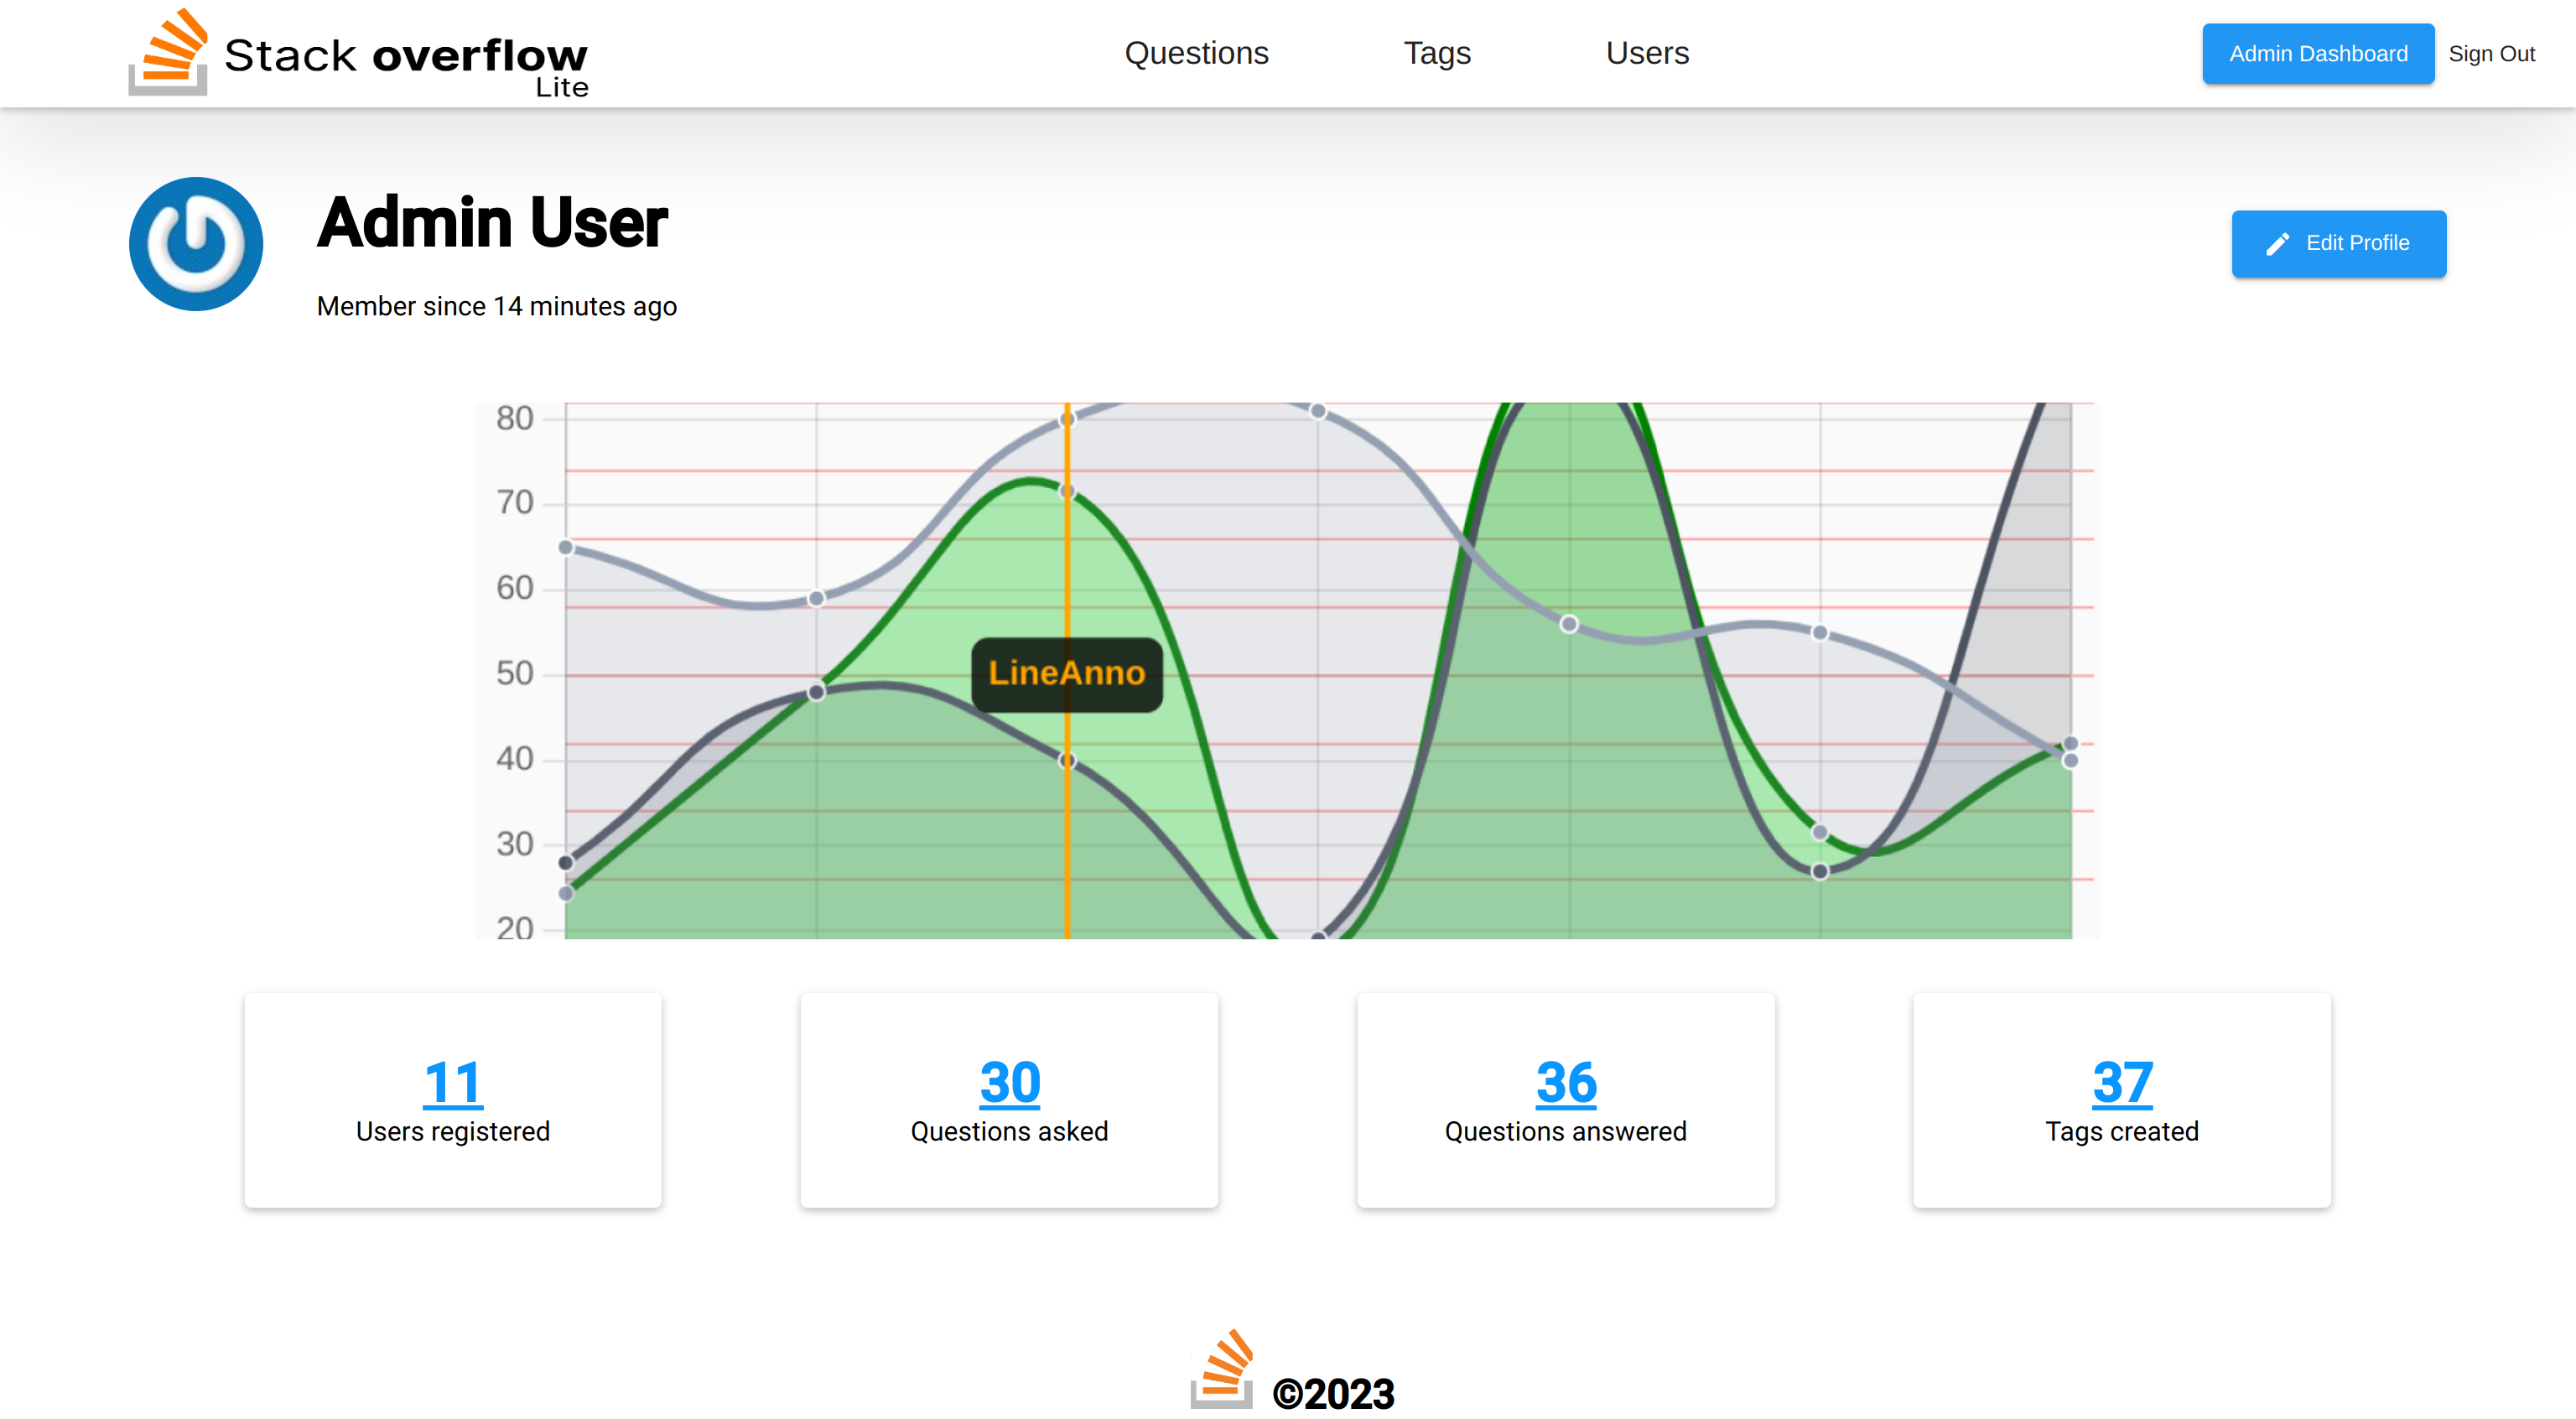 Stack overflow
Lite
Questions
Tags
Users
Admin Dashboard
Sign Out
Admin User
Member since 14 minutes ago
Edit Profile
80
70
60
50
40
30
20
LineAnno
11
Users registered
30
Questions asked
36
Questions answered
37
Tags created
©2023